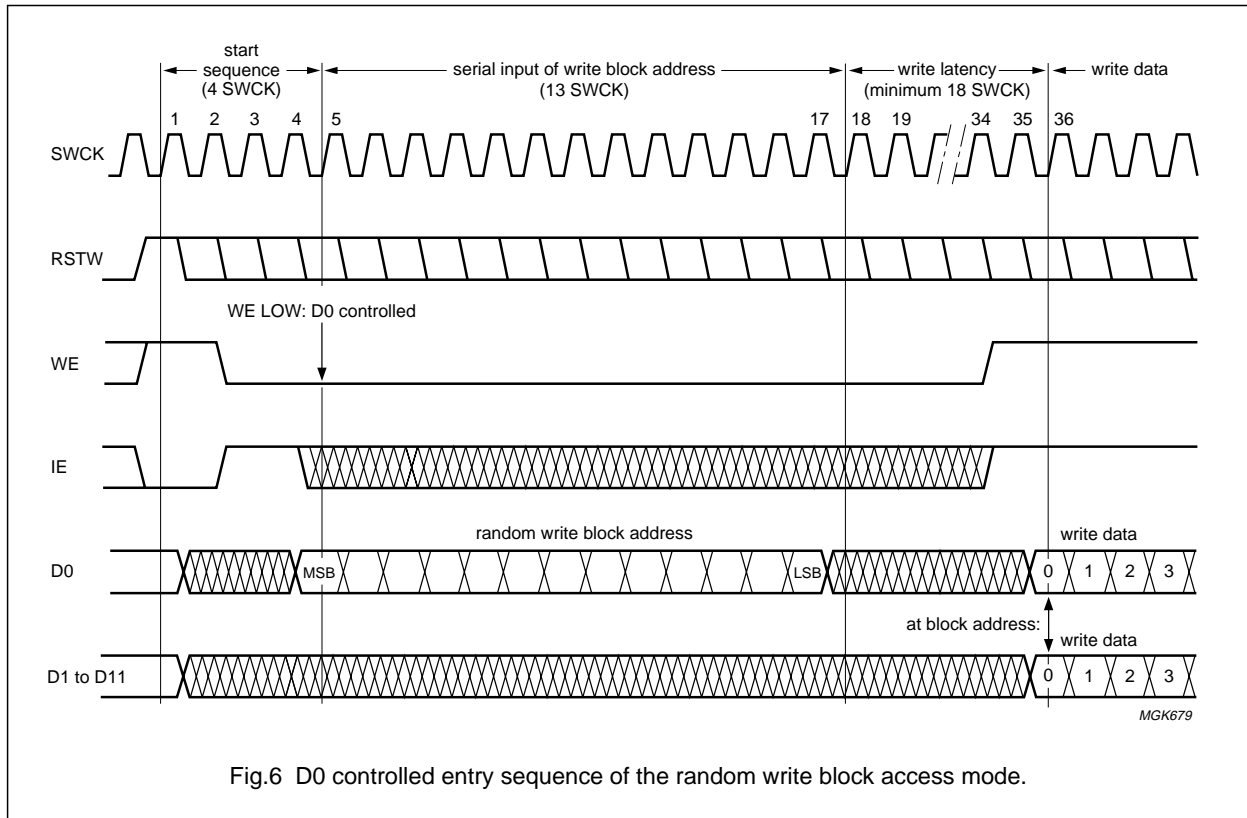 start
sequence
(4 SWCK)
serial input of write block address
(13 SWCK)
write latency
(minimum 18 SWCK)
write data
1 2 3 4 5 17 18 19 34 35 36
SWCK
RSTW
WE LOW: D0 controlled
WE
IE
random write block address
write data
D0
MSB LSB 0 1 2 3
at block address:
write data
D1 to D11
0 1 2 3
MGK679
Fig.6 D0 controlled entry sequence of the random write block access mode.